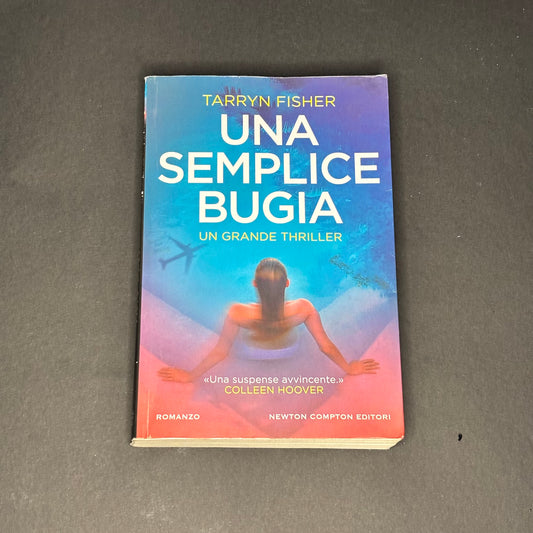 TARRYN FISHER
UNA
SEMPLICE
BUGIA
UN GRANDE THRILLER
«Una suspense avvincente.»
COLLEEN HOOVER
ROMANZO NEWTON COMPTON EDITORI